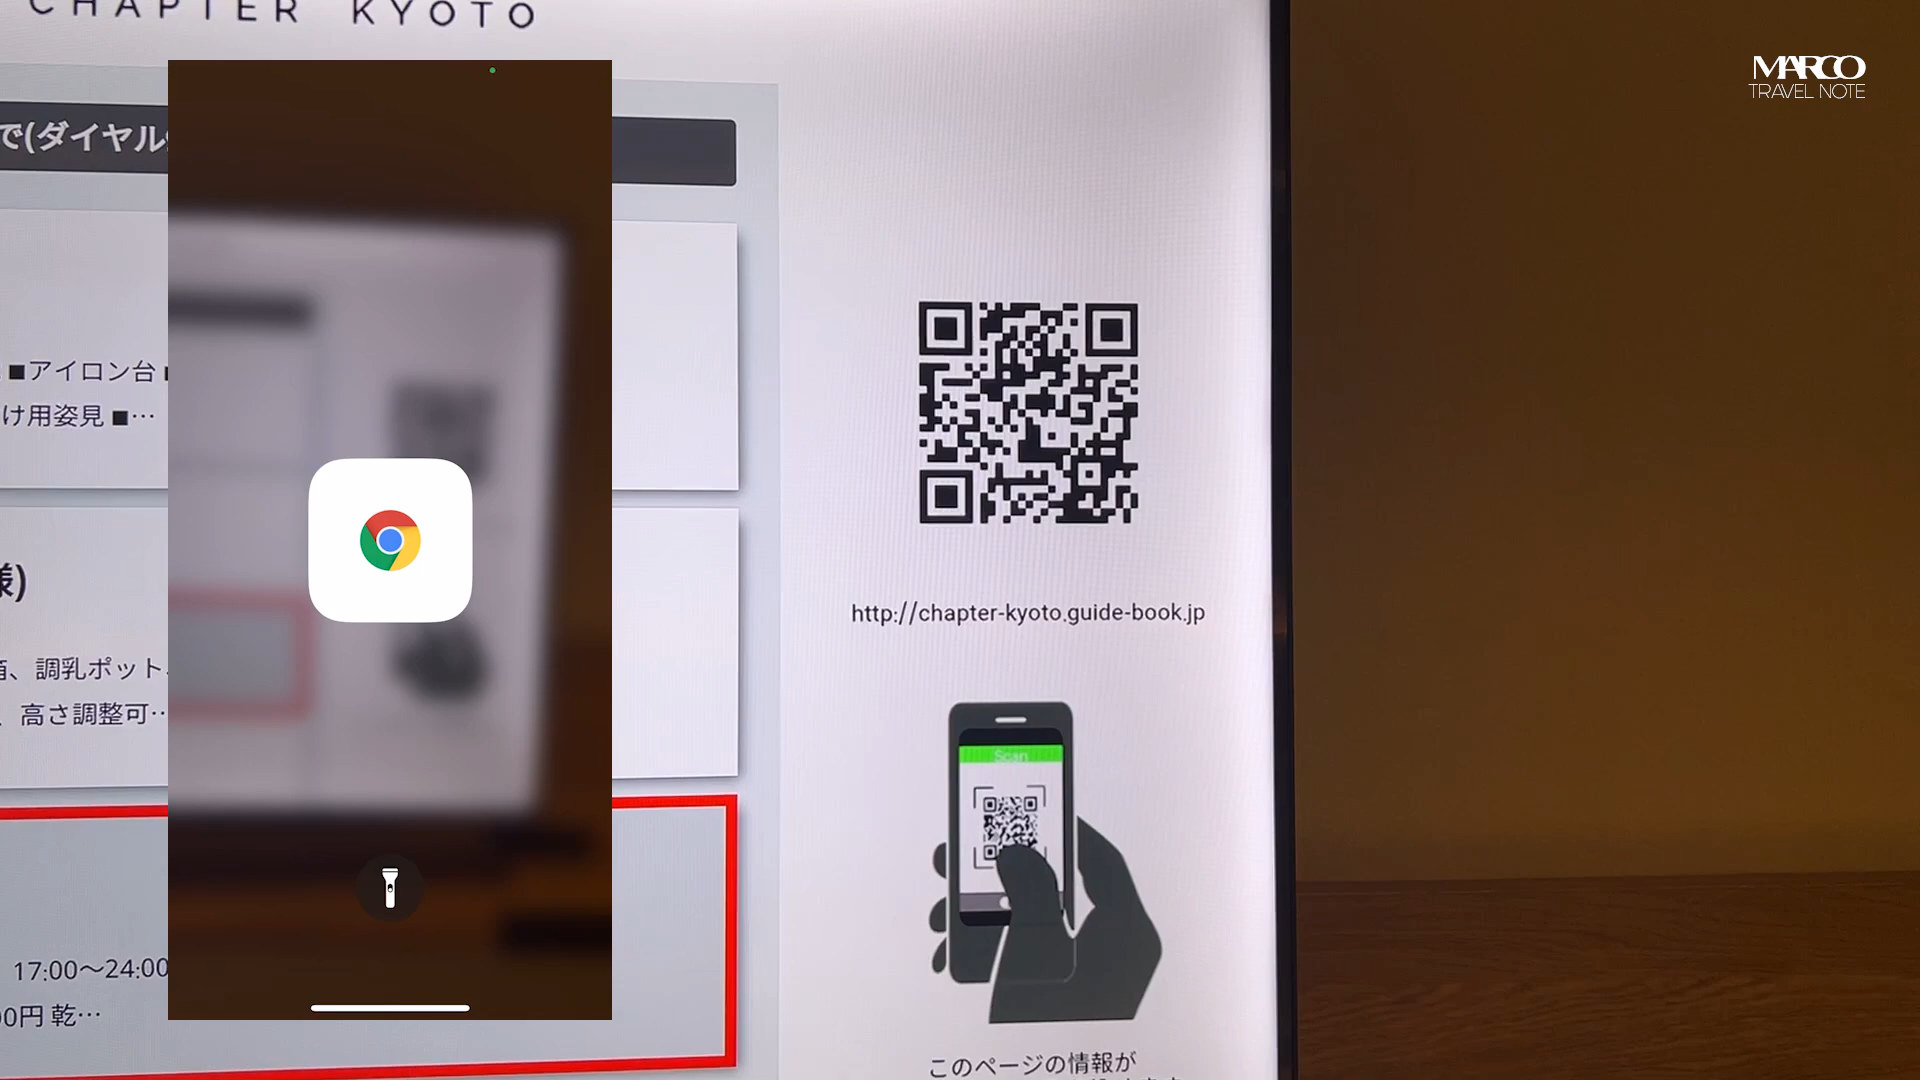 CHAPTER KYOTO
MARCO
TRAVEL NOTE
で(ダイヤル
■アイロン台
け用姿見 ■…
様)
、調乳ポット
、高さ調整可…
17:00～24:00
00円 乾…
http://chapter-kyoto.guide-book.jp
Scan
このページの情報が